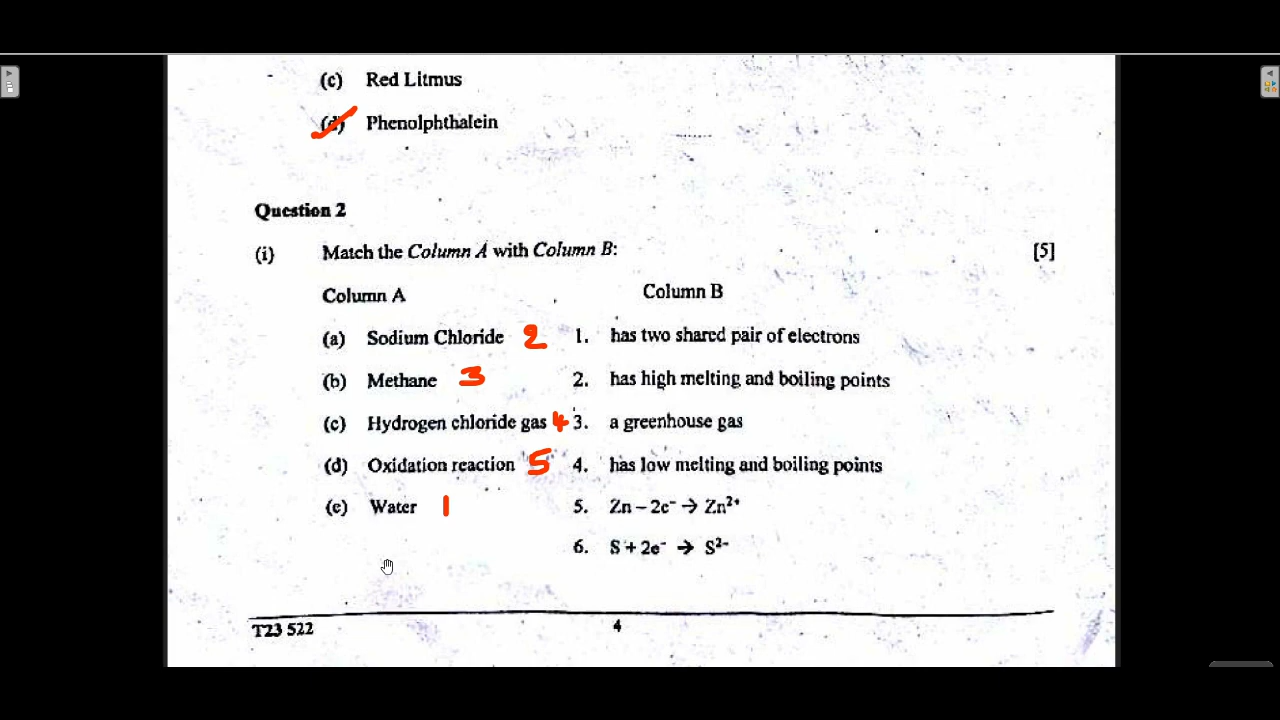 (c) Red Litmus
(d) Phenolphthalein
Question 2
(i) Match the Column A with Column B: [5]
Column A Column B
(a) Sodium Chloride 2 1. has two shared pair of electrons
(b) Methane 3 2. has high melting and boiling points
(c) Hydrogen chloride gas 4 3. a greenhouse gas
(d) Oxidation reaction 5 4. has low melting and boiling points
(e) Water 1 5. Zn – 2e⁻ → Zn²⁺
6. S + 2e⁻ → S²⁻
T23 522 4